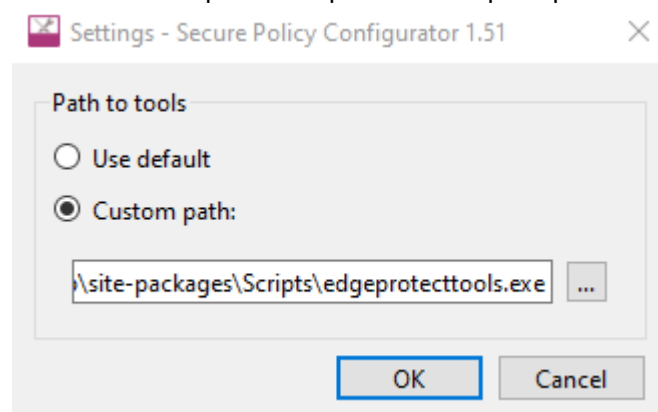 Settings - Secure Policy Configurator 1.51
Path to tools
Use default
Custom path:
\site-packages\Scripts\edgeprotecttools.exe
...
OK
Cancel